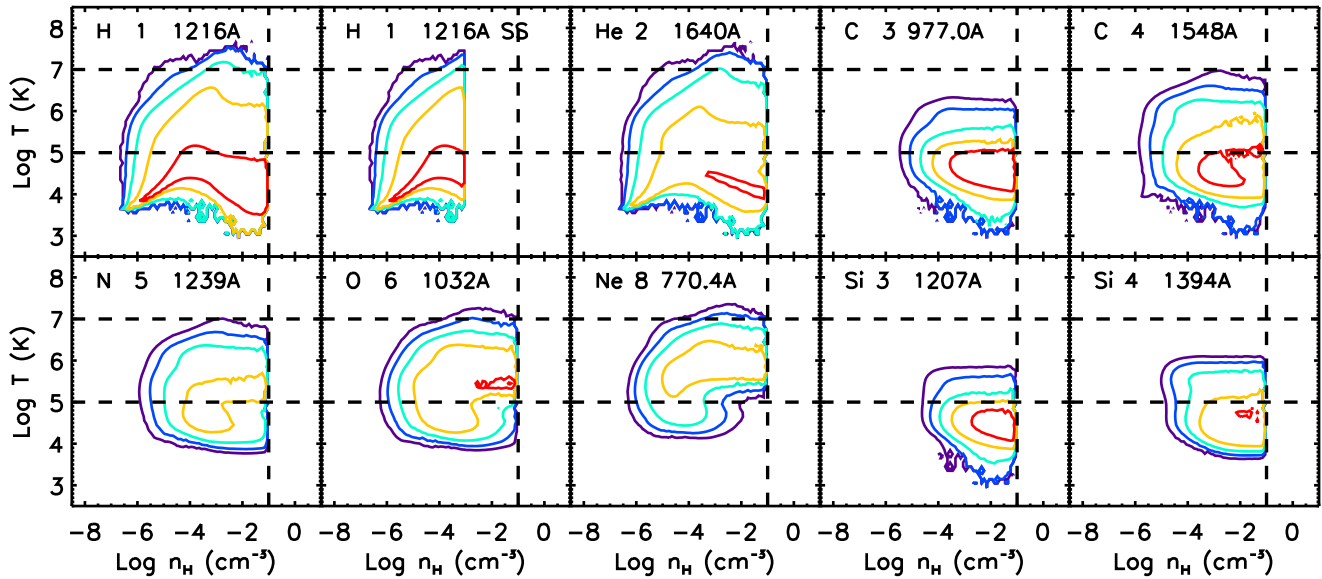 H 1 1216A
H 1 1216A SS
He 2 1640A
C 3 977.0A
C 4 1548A
8
7
6
5
4
3
Log T (K)
N 5 1239A
O 6 1032A
Ne 8 770.4A
Si 3 1207A
Si 4 1394A
8
7
6
5
4
3
Log T (K)
-8 -6 -4 -2 0
-8 -6 -4 -2 0
-8 -6 -4 -2 0
-8 -6 -4 -2 0
-8 -6 -4 -2 0
Log n_H (cm⁻³)
Log n_H (cm⁻³)
Log n_H (cm⁻³)
Log n_H (cm⁻³)
Log n_H (cm⁻³)